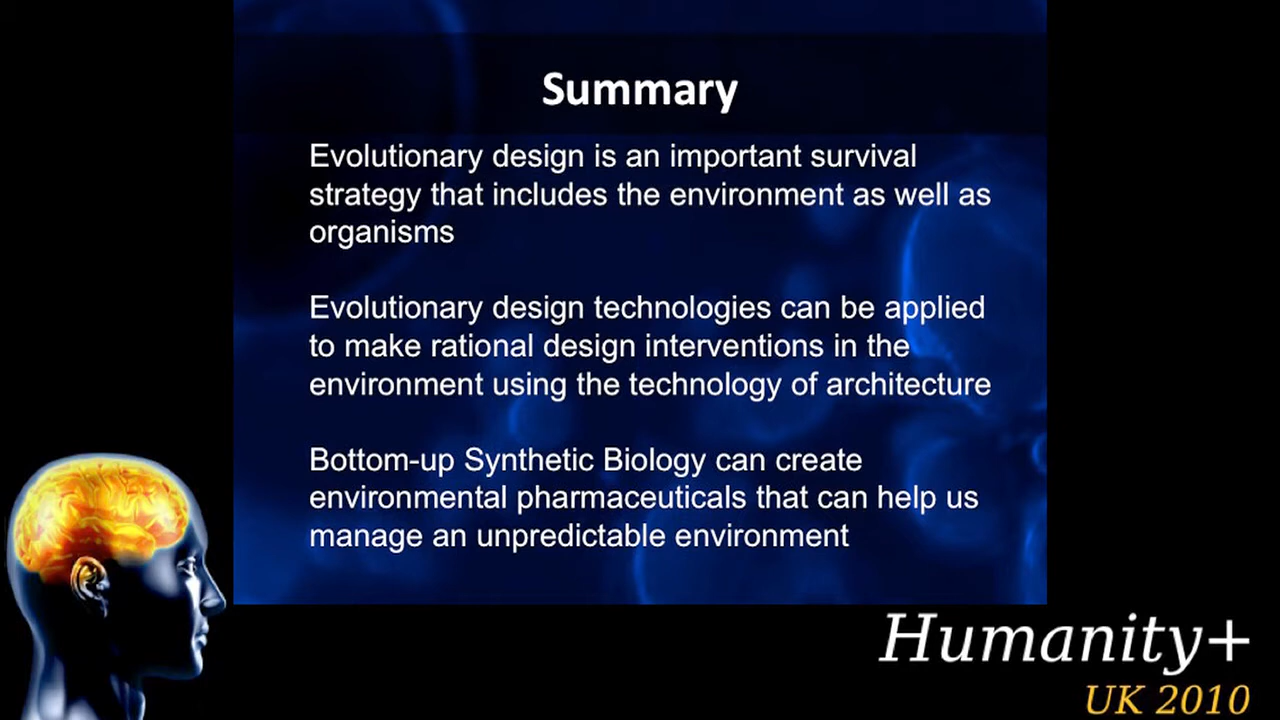 Summary
Evolutionary design is an important survival
strategy that includes the environment as well as
organisms
Evolutionary design technologies can be applied
to make rational design interventions in the
environment using the technology of architecture
Bottom-up Synthetic Biology can create
environmental pharmaceuticals that can help us
manage an unpredictable environment
Humanity+
UK 2010